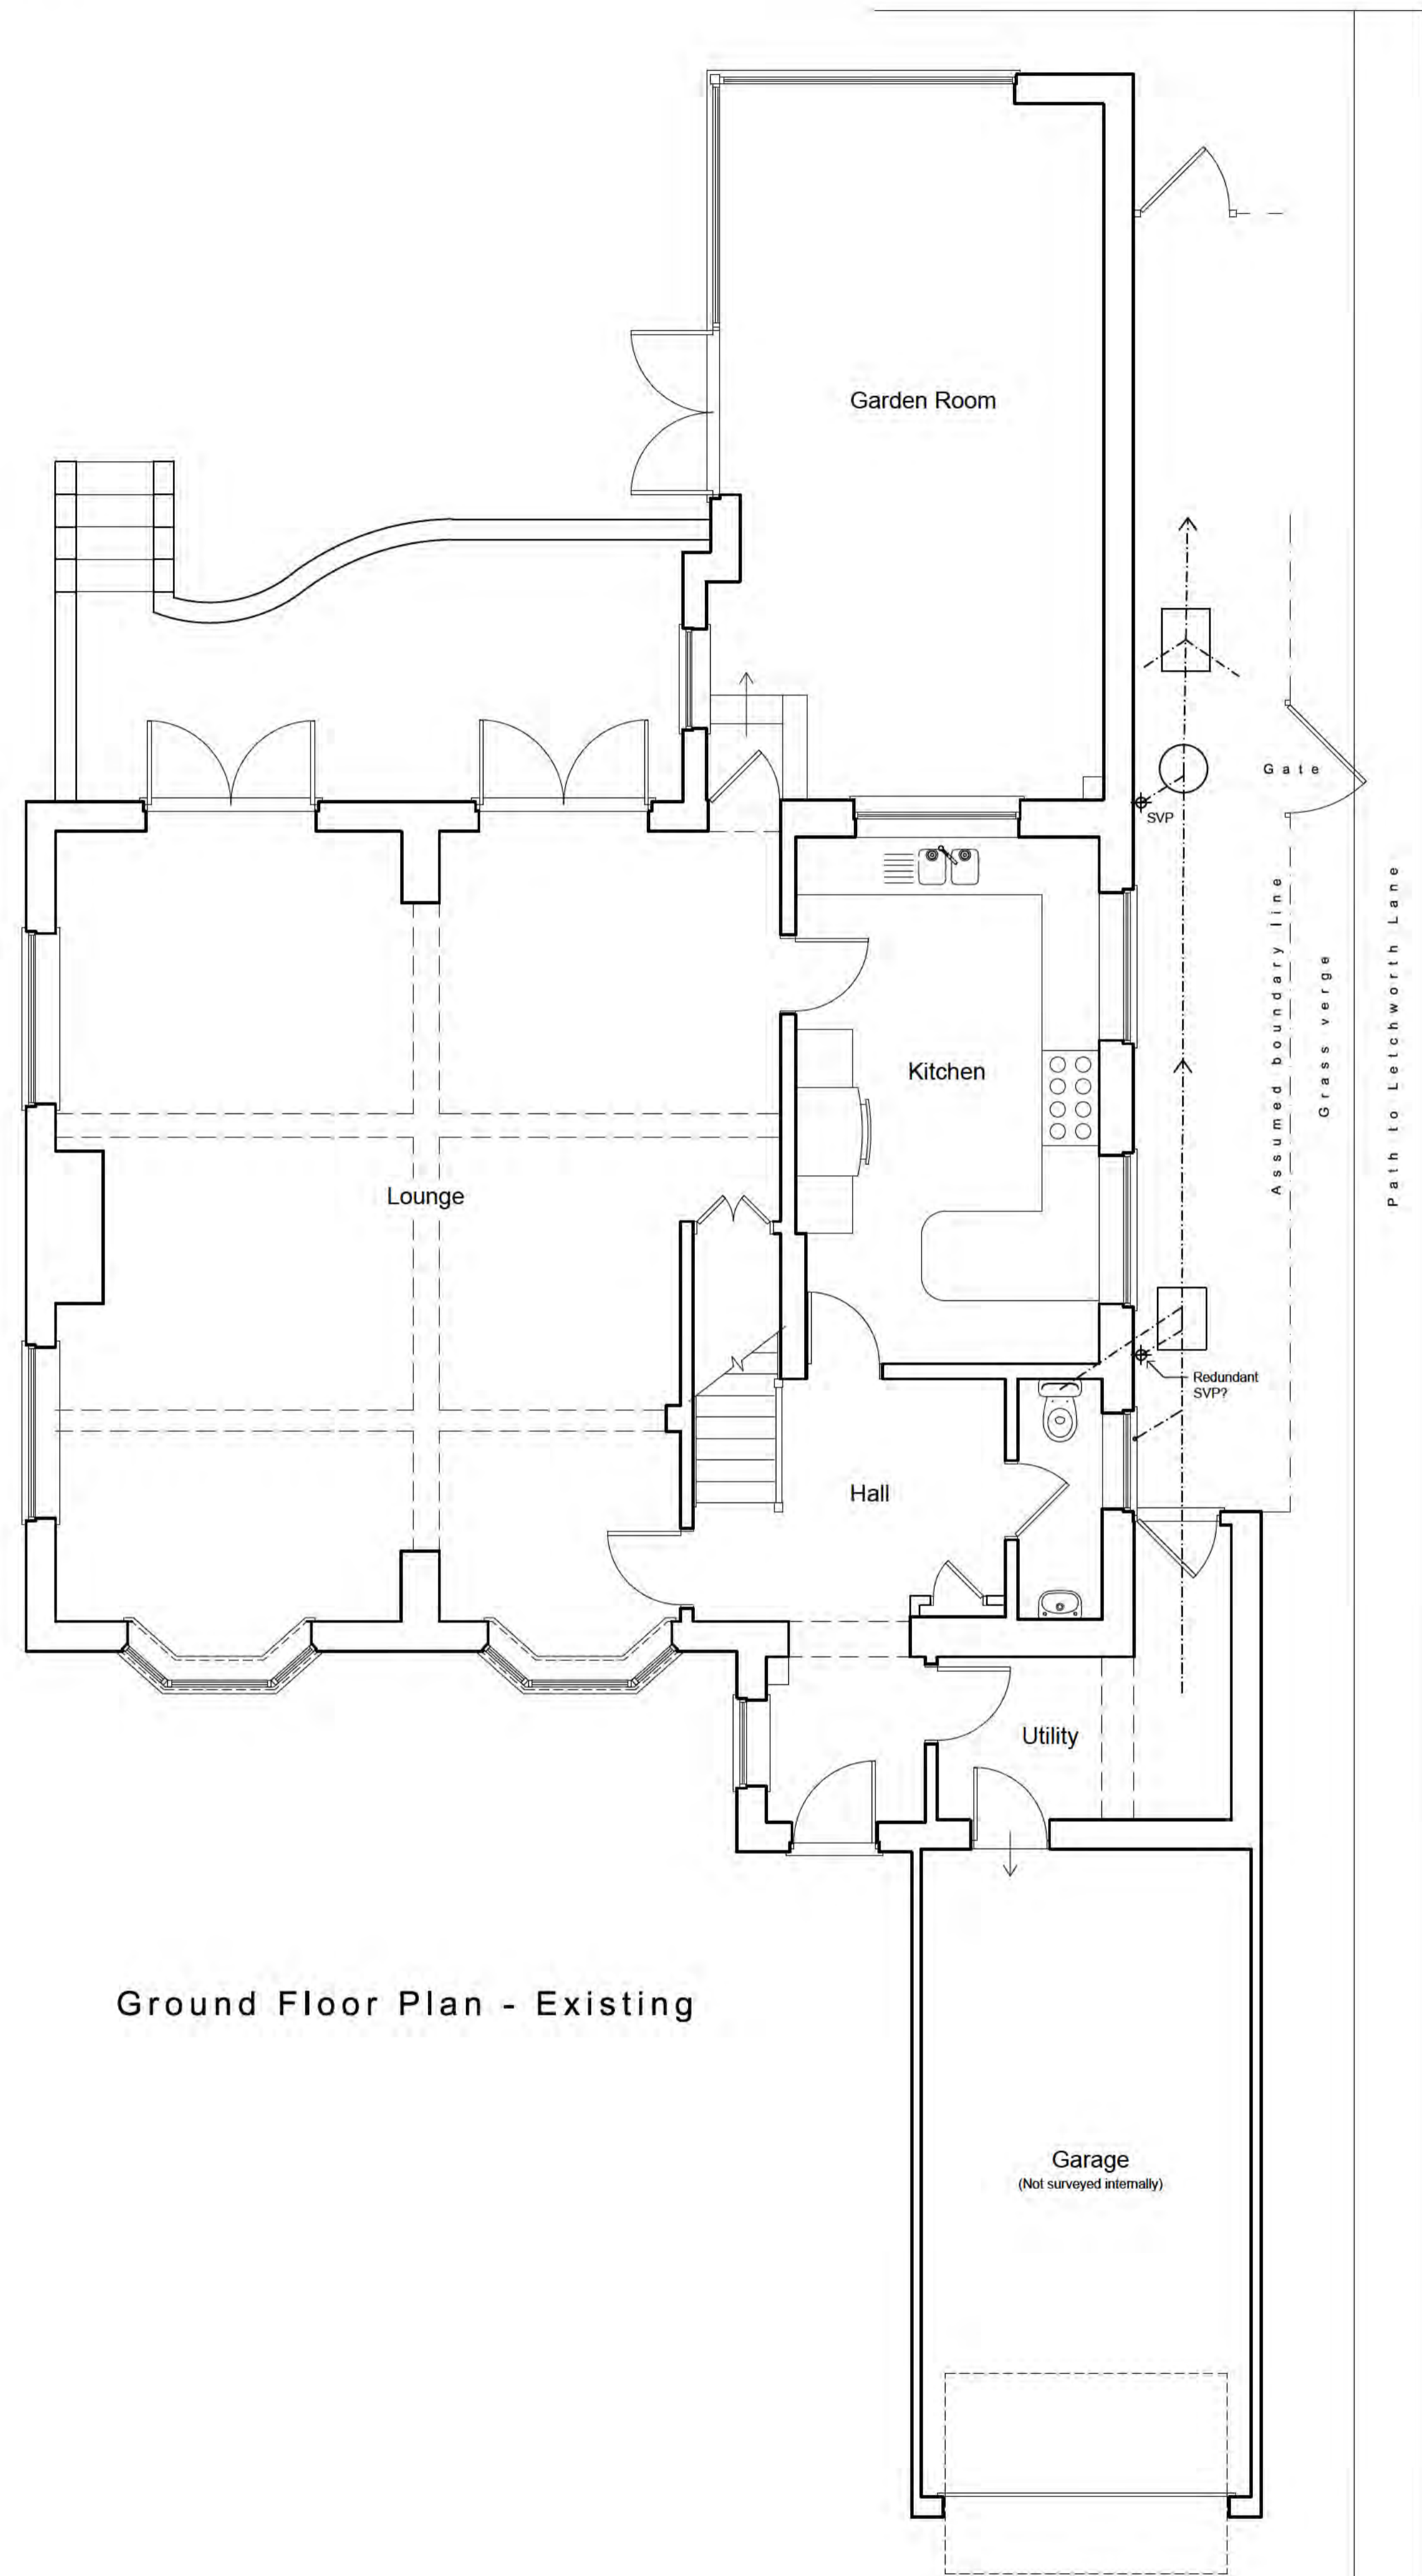 Garden Room
Gate
SVP
Assumed boundary line
Grass verge
Path to Letchworth Lane
Kitchen
Lounge
Redundant
SVP?
Hall
Utility
Ground Floor Plan - Existing
Garage
(Not surveyed internally)